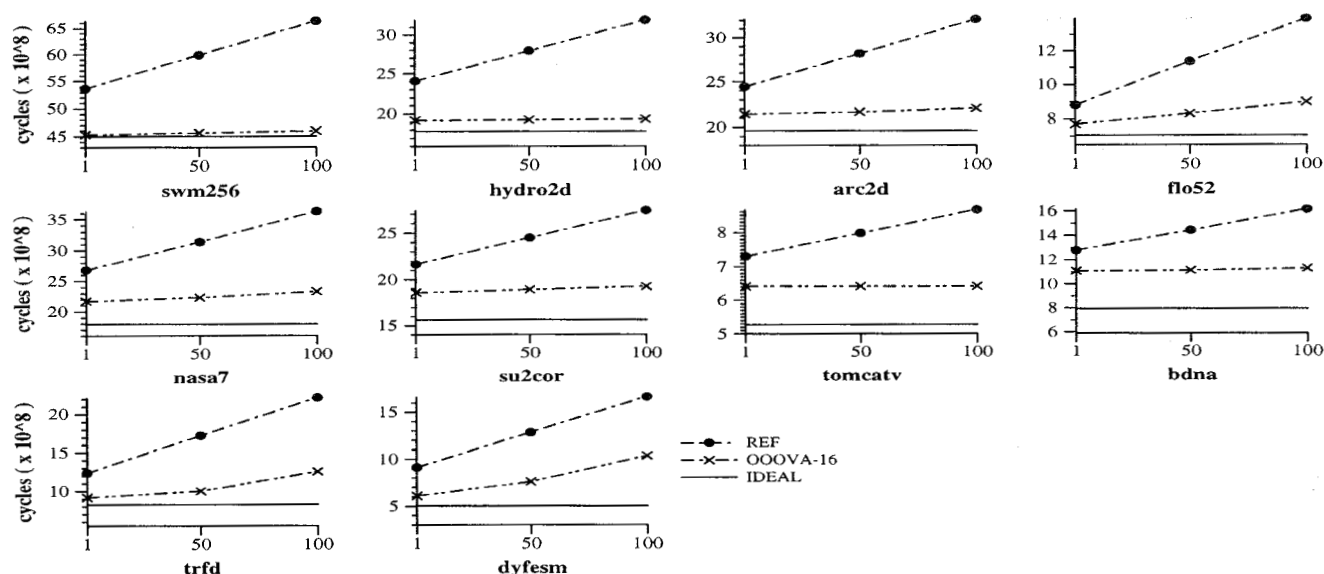 cycles ( x 10^8)
65
60
55
50
45
1 50 100
swm256
30
25
20
1 50 100
hydro2d
30
25
20
1 50 100
arc2d
12
10
8
1 50 100
flo52
cycles ( x 10^8)
35
30
25
20
1 50 100
nasa7
25
20
15
1 50 100
su2cor
8
7
6
5
1 50 100
tomcatv
16
14
12
10
8
6
1 50 100
bdna
cycles ( x 10^8)
20
15
10
1 50 100
trfd
15
10
5
1 50 100
dyfesm
REF
OOOVA-16
IDEAL